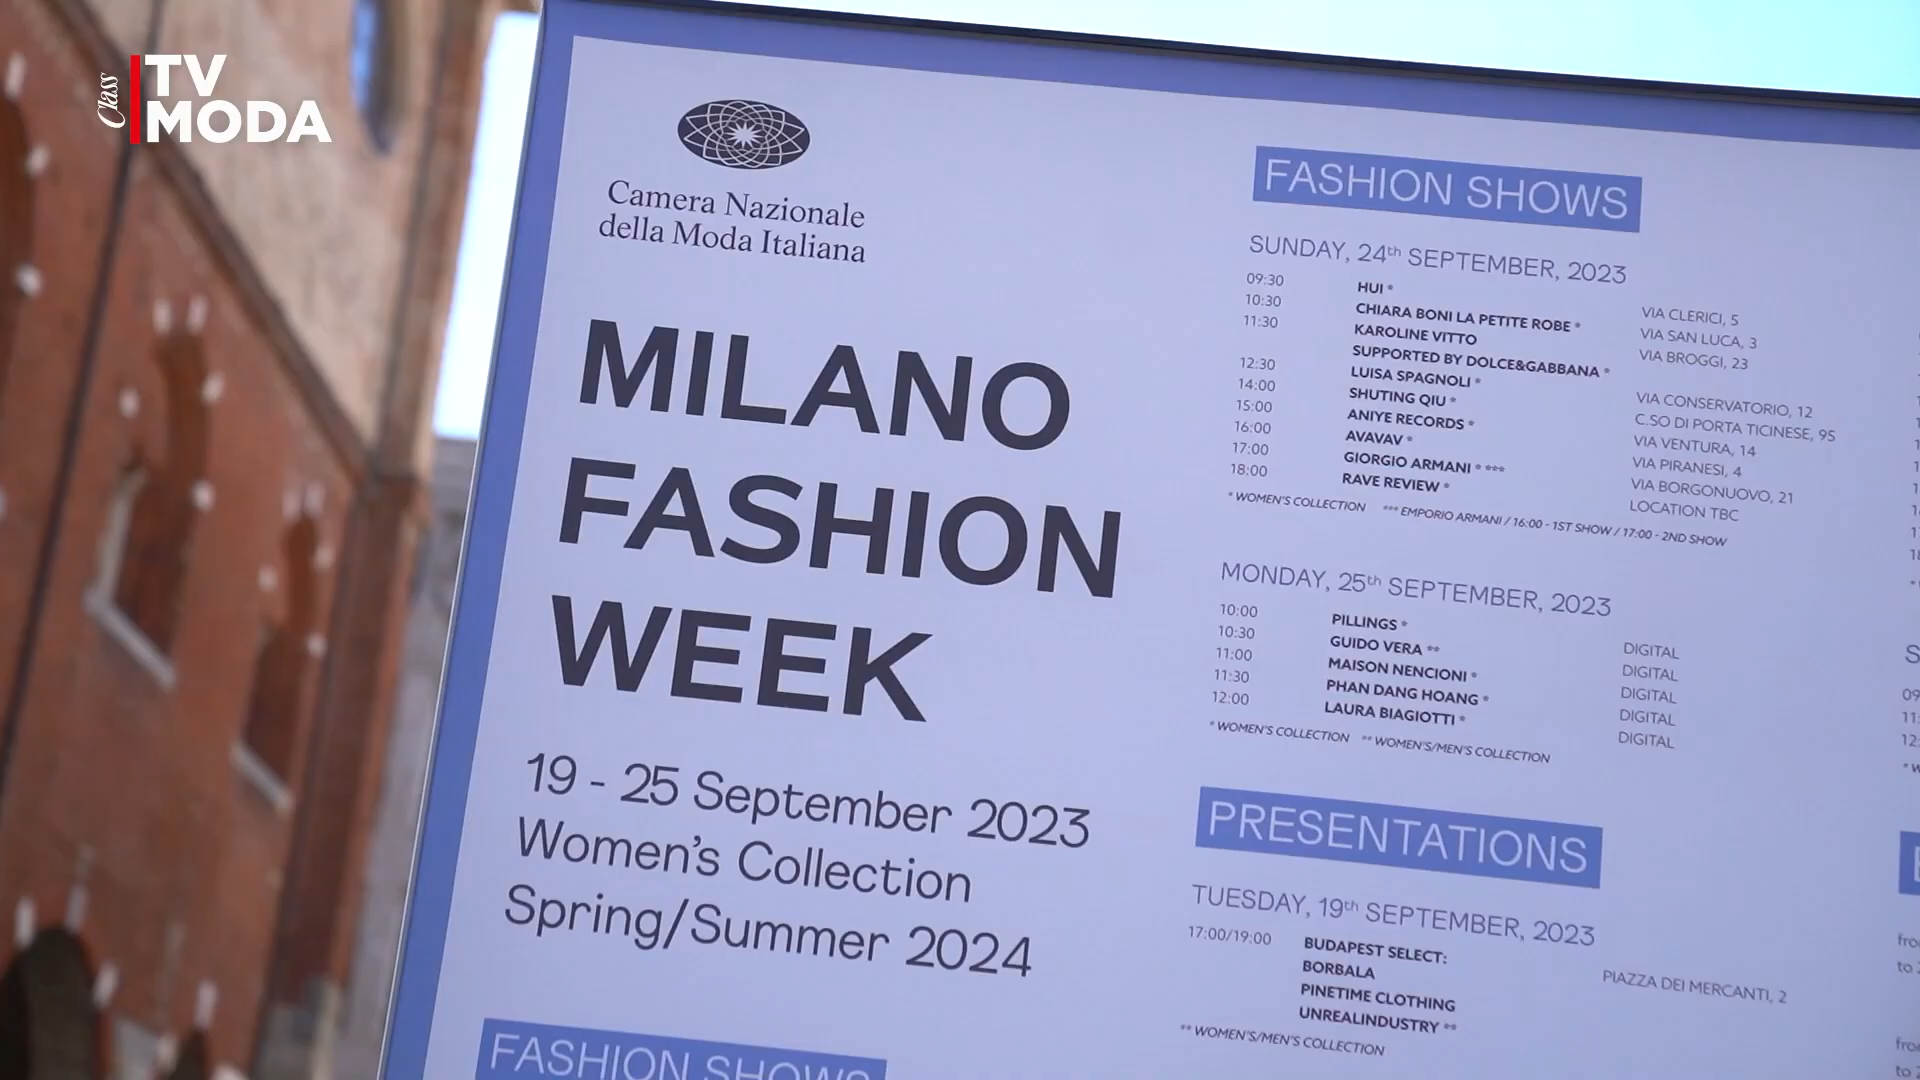 Class
TV
MODA
Camera Nazionale
della Moda Italiana
MILANO
FASHION
WEEK
19 - 25 September 2023
Women's Collection
Spring/Summer 2024
FASHION SHOWS
FASHION SHOWS
SUNDAY, 24th SEPTEMBER, 2023
09:30 HUI * VIA CLERICI, 5
10:30 CHIARA BONI LA PETITE ROBE * VIA SAN LUCA, 3
11:30 KAROLINE VITTO VIA BROGGI, 23
SUPPORTED BY DOLCE&GABBANA *
12:30 LUISA SPAGNOLI * VIA CONSERVATORIO, 12
14:00 SHUTING QIU * C.SO DI PORTA TICINESE, 95
15:00 ANIYE RECORDS * VIA VENTURA, 14
16:00 AVAVAV * VIA PIRANESI, 4
17:00 GIORGIO ARMANI * *** VIA BORGONUOVO, 21
18:00 RAVE REVIEW * LOCATION TBC
* WOMEN'S COLLECTION *** EMPORIO ARMANI / 16:00 - 1ST SHOW / 17:00 - 2ND SHOW
MONDAY, 25th SEPTEMBER, 2023
10:00 PILLINGS * DIGITAL
10:30 GUIDO VERA ** DIGITAL
11:00 MAISON NENCIONI * DIGITAL
11:30 PHAN DANG HOANG * DIGITAL
12:00 LAURA BIAGIOTTI * DIGITAL
* WOMEN'S COLLECTION ** WOMEN'S/MEN'S COLLECTION
PRESENTATIONS
TUESDAY, 19th SEPTEMBER, 2023
17:00/19:00 BUDAPEST SELECT: PIAZZA DEI MERCANTI, 2
BORBALA
PINETIME CLOTHING
UNREALINDUSTRY **
** WOMEN'S/MEN'S COLLECTION